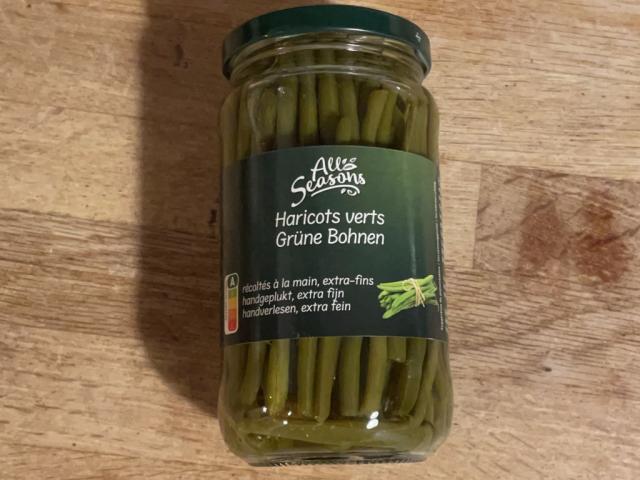 All
Seasons
Haricots verts
Grüne Bohnen
récoltés à la main, extra-fins
handgeplukt, extra fijn
handverlesen, extra fein
A